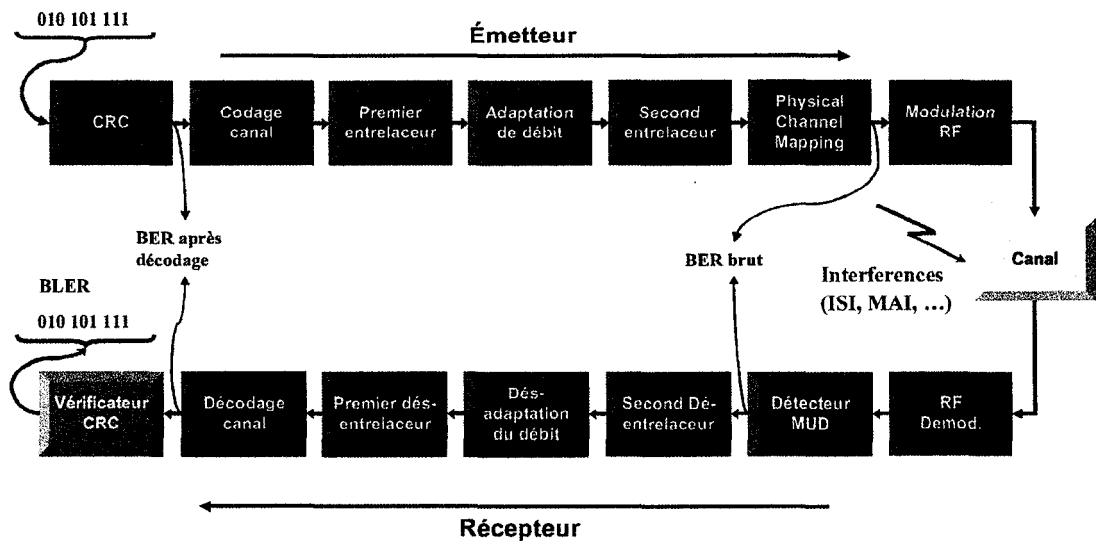 010 101 111
Émetteur
CRC
Codage
canal
Premier
entrelaceur
Adaptation
de débit
Second
entrelaceur
Physical
Channel
Mapping
Modulation
RF
BER après
décodage
BER brut
Interferences
(ISI, MAI, ...)
Canal
BLER
010 101 111
Vérificateur
CRC
Décodage
canal
Premier dés-
entrelaceur
Dés-
adaptation
du débit
Second Dé-
entrelaceur
Détecteur
MUD
RF
Demod.
Récepteur